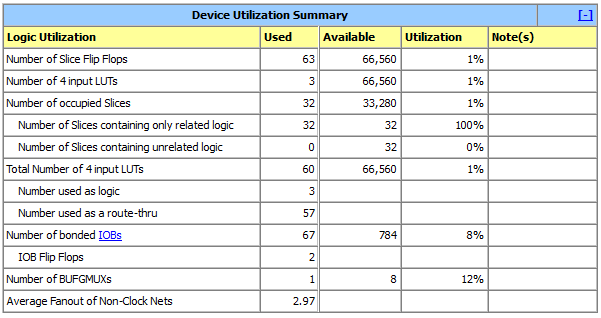 Device Utilization Summary [-]
Logic Utilization Used Available Utilization Note(s)
Number of Slice Flip Flops 63 66,560 1%
Number of 4 input LUTs 3 66,560 1%
Number of occupied Slices 32 33,280 1%
Number of Slices containing only related logic 32 32 100%
Number of Slices containing unrelated logic 0 32 0%
Total Number of 4 input LUTs 60 66,560 1%
Number used as logic 3
Number used as a route-thru 57
Number of bonded IOBs 67 784 8%
IOB Flip Flops 2
Number of BUFGMUXs 1 8 12%
Average Fanout of Non-Clock Nets 2.97